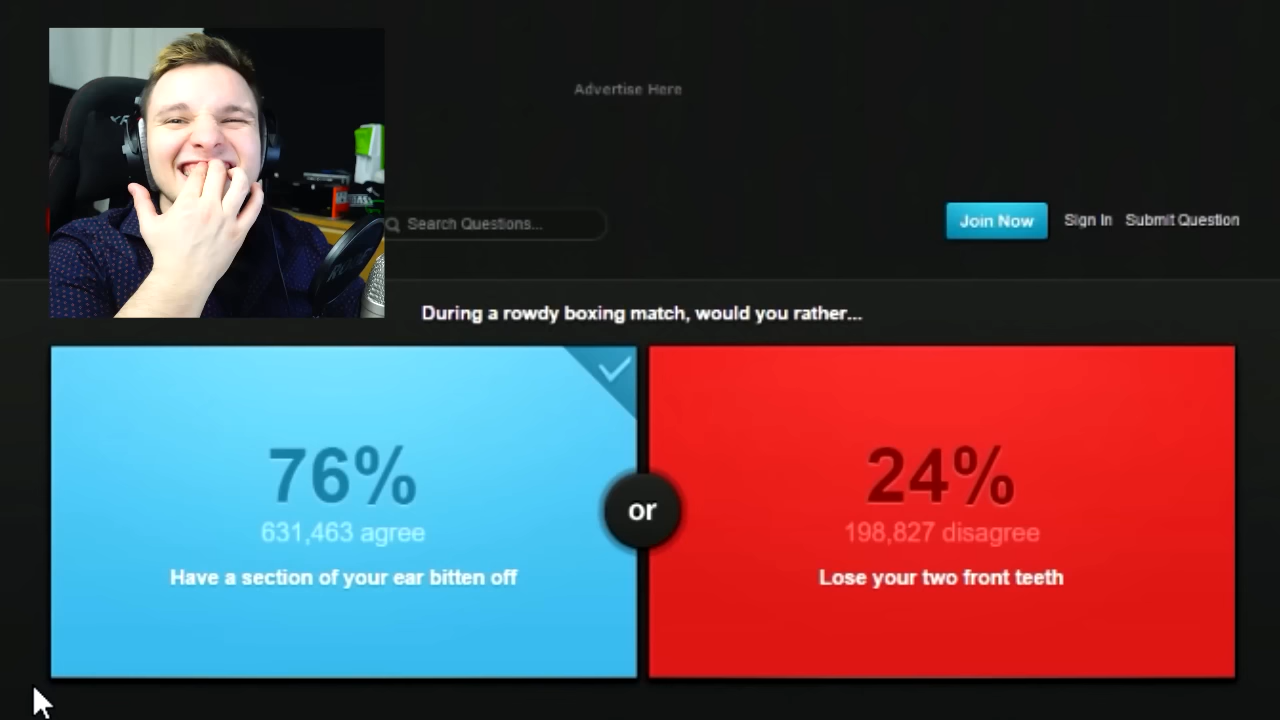 Advertise Here
Search Questions...
Join Now Sign In Submit Question
During a rowdy boxing match, would you rather...
76%
631,463 agree
Have a section of your ear bitten off
or
24%
198,827 disagree
Lose your two front teeth